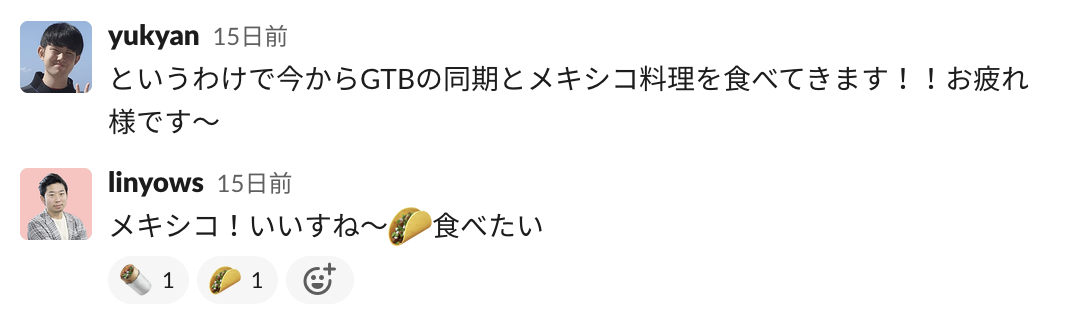 yukyan 15日前
というわけで今からGTBの同期とメキシコ料理を食べてきます！！お疲れ
様です〜
linyows 15日前
メキシコ！いいすね〜🌮食べたい
🌯 1 🌮 1